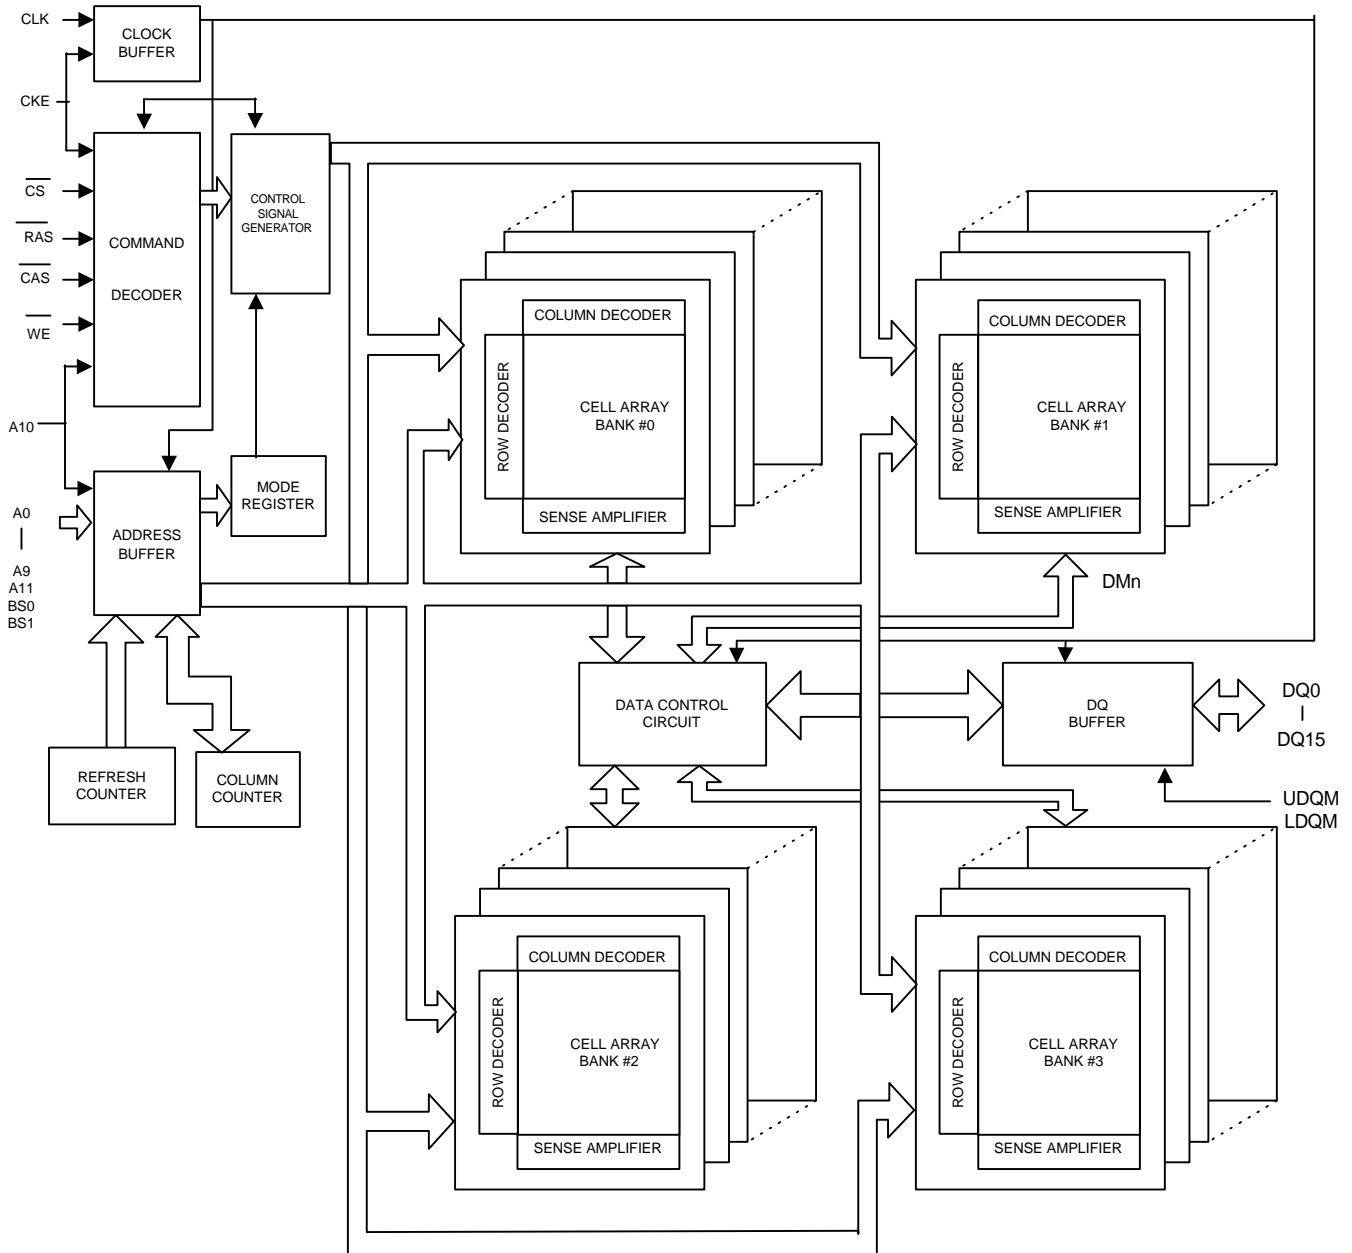 CLK
CLOCK
BUFFER
CKE
CS
RAS
CAS
WE
COMMAND
DECODER
CONTROL
SIGNAL
GENERATOR
A10
MODE
REGISTER
A0
A9
A11
BS0
BS1
ADDRESS
BUFFER
REFRESH
COUNTER
COLUMN
COUNTER
COLUMN DECODER
ROW DECODER
CELL ARRAY
BANK #0
SENSE AMPLIFIER
COLUMN DECODER
ROW DECODER
CELL ARRAY
BANK #1
SENSE AMPLIFIER
DMn
DATA CONTROL
CIRCUIT
DQ
BUFFER
DQ0
DQ15
UDQM
LDQM
COLUMN DECODER
ROW DECODER
CELL ARRAY
BANK #2
SENSE AMPLIFIER
COLUMN DECODER
ROW DECODER
CELL ARRAY
BANK #3
SENSE AMPLIFIER